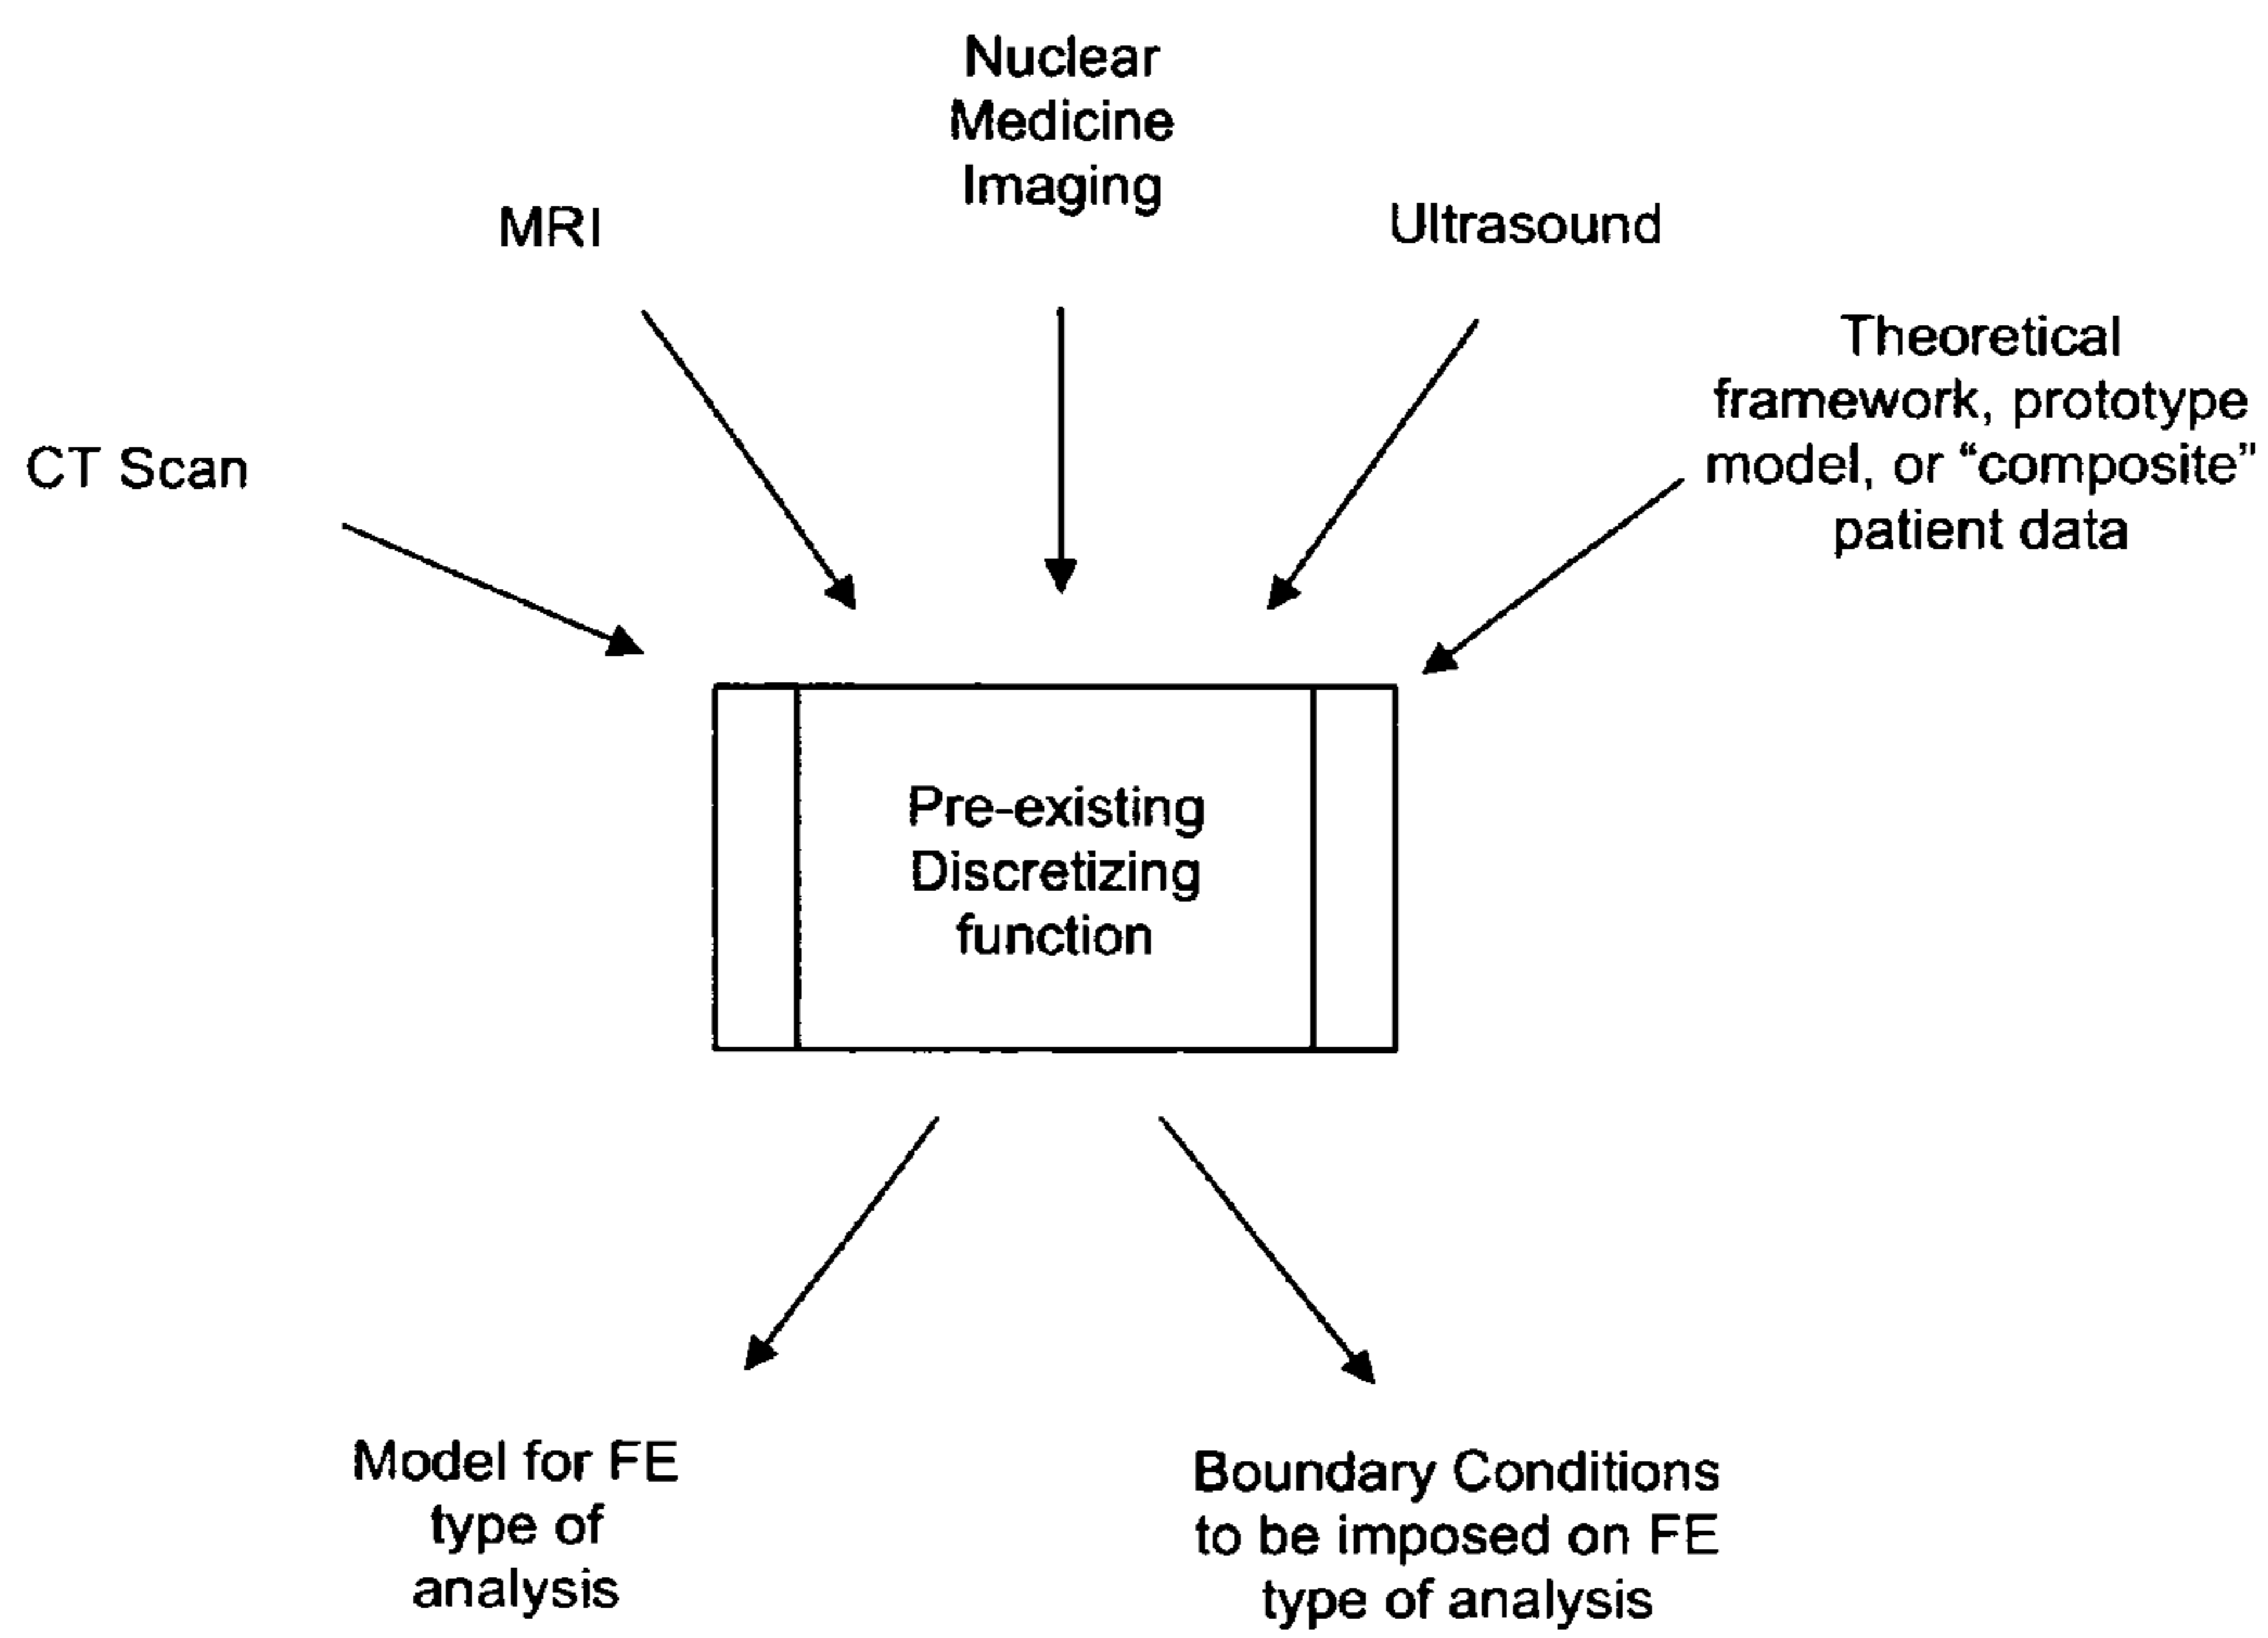 Nuclear
Medicine
Imaging
MRI
Ultrasound
Theoretical
framework, prototype
model, or “composite”
patient data
CT Scan
Pre-existing
Discretizing
function
Model for FE
type of
analysis
Boundary Conditions
to be imposed on FE
type of analysis